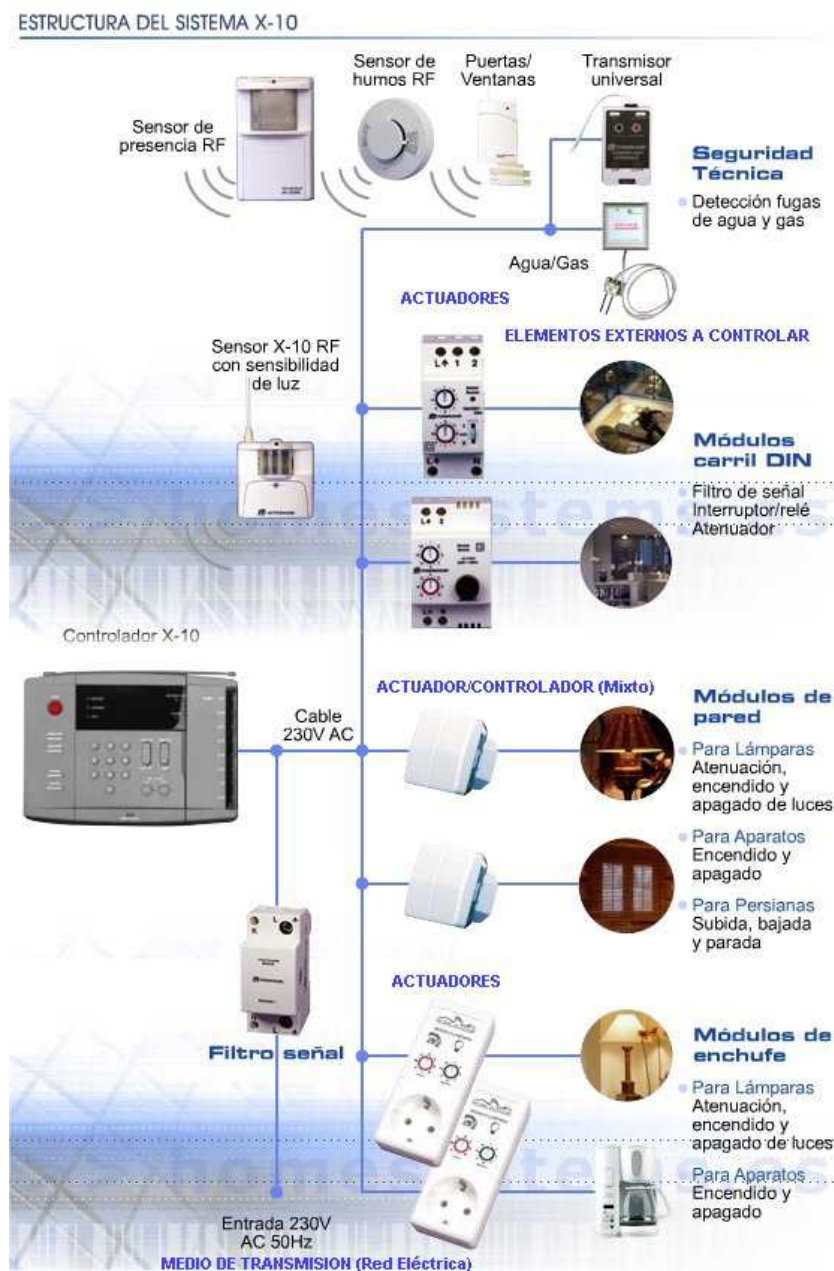 ESTRUCTURA DEL SISTEMA X-10
Sensor de
humos RF
Puertas/
Ventanas
Transmisor
universal
Sensor de
presencia RF
Seguridad
Técnica
Detección fugas
de agua y gas
Agua/Gas
ACTUADORES
ELEMENTOS EXTERNOS A CONTROLAR
Sensor X-10 RF
con sensibilidad
de luz
L 1 2
Módulos
carril DIN
Filtro de señal
Interruptor/relé
Atenuador
homesystems.es
Controlador X-10
ACTUADOR/CONTROLADOR (Mixto)
Cable
230V AC
Módulos de
pared
Para Lámparas
Atenuación,
encendido y
apagado de luces
Para Aparatos
Encendido y
apagado
Para Persianas
Subida, bajada
y parada
ACTUADORES
Filtro señal
Módulos de
enchufe
Para Lámparas
Atenuación,
encendido y
apagado de luces
Para Aparatos
Encendido y
apagado
Entrada 230V
AC 50Hz
MEDIO DE TRANSMISION (Red Eléctrica)